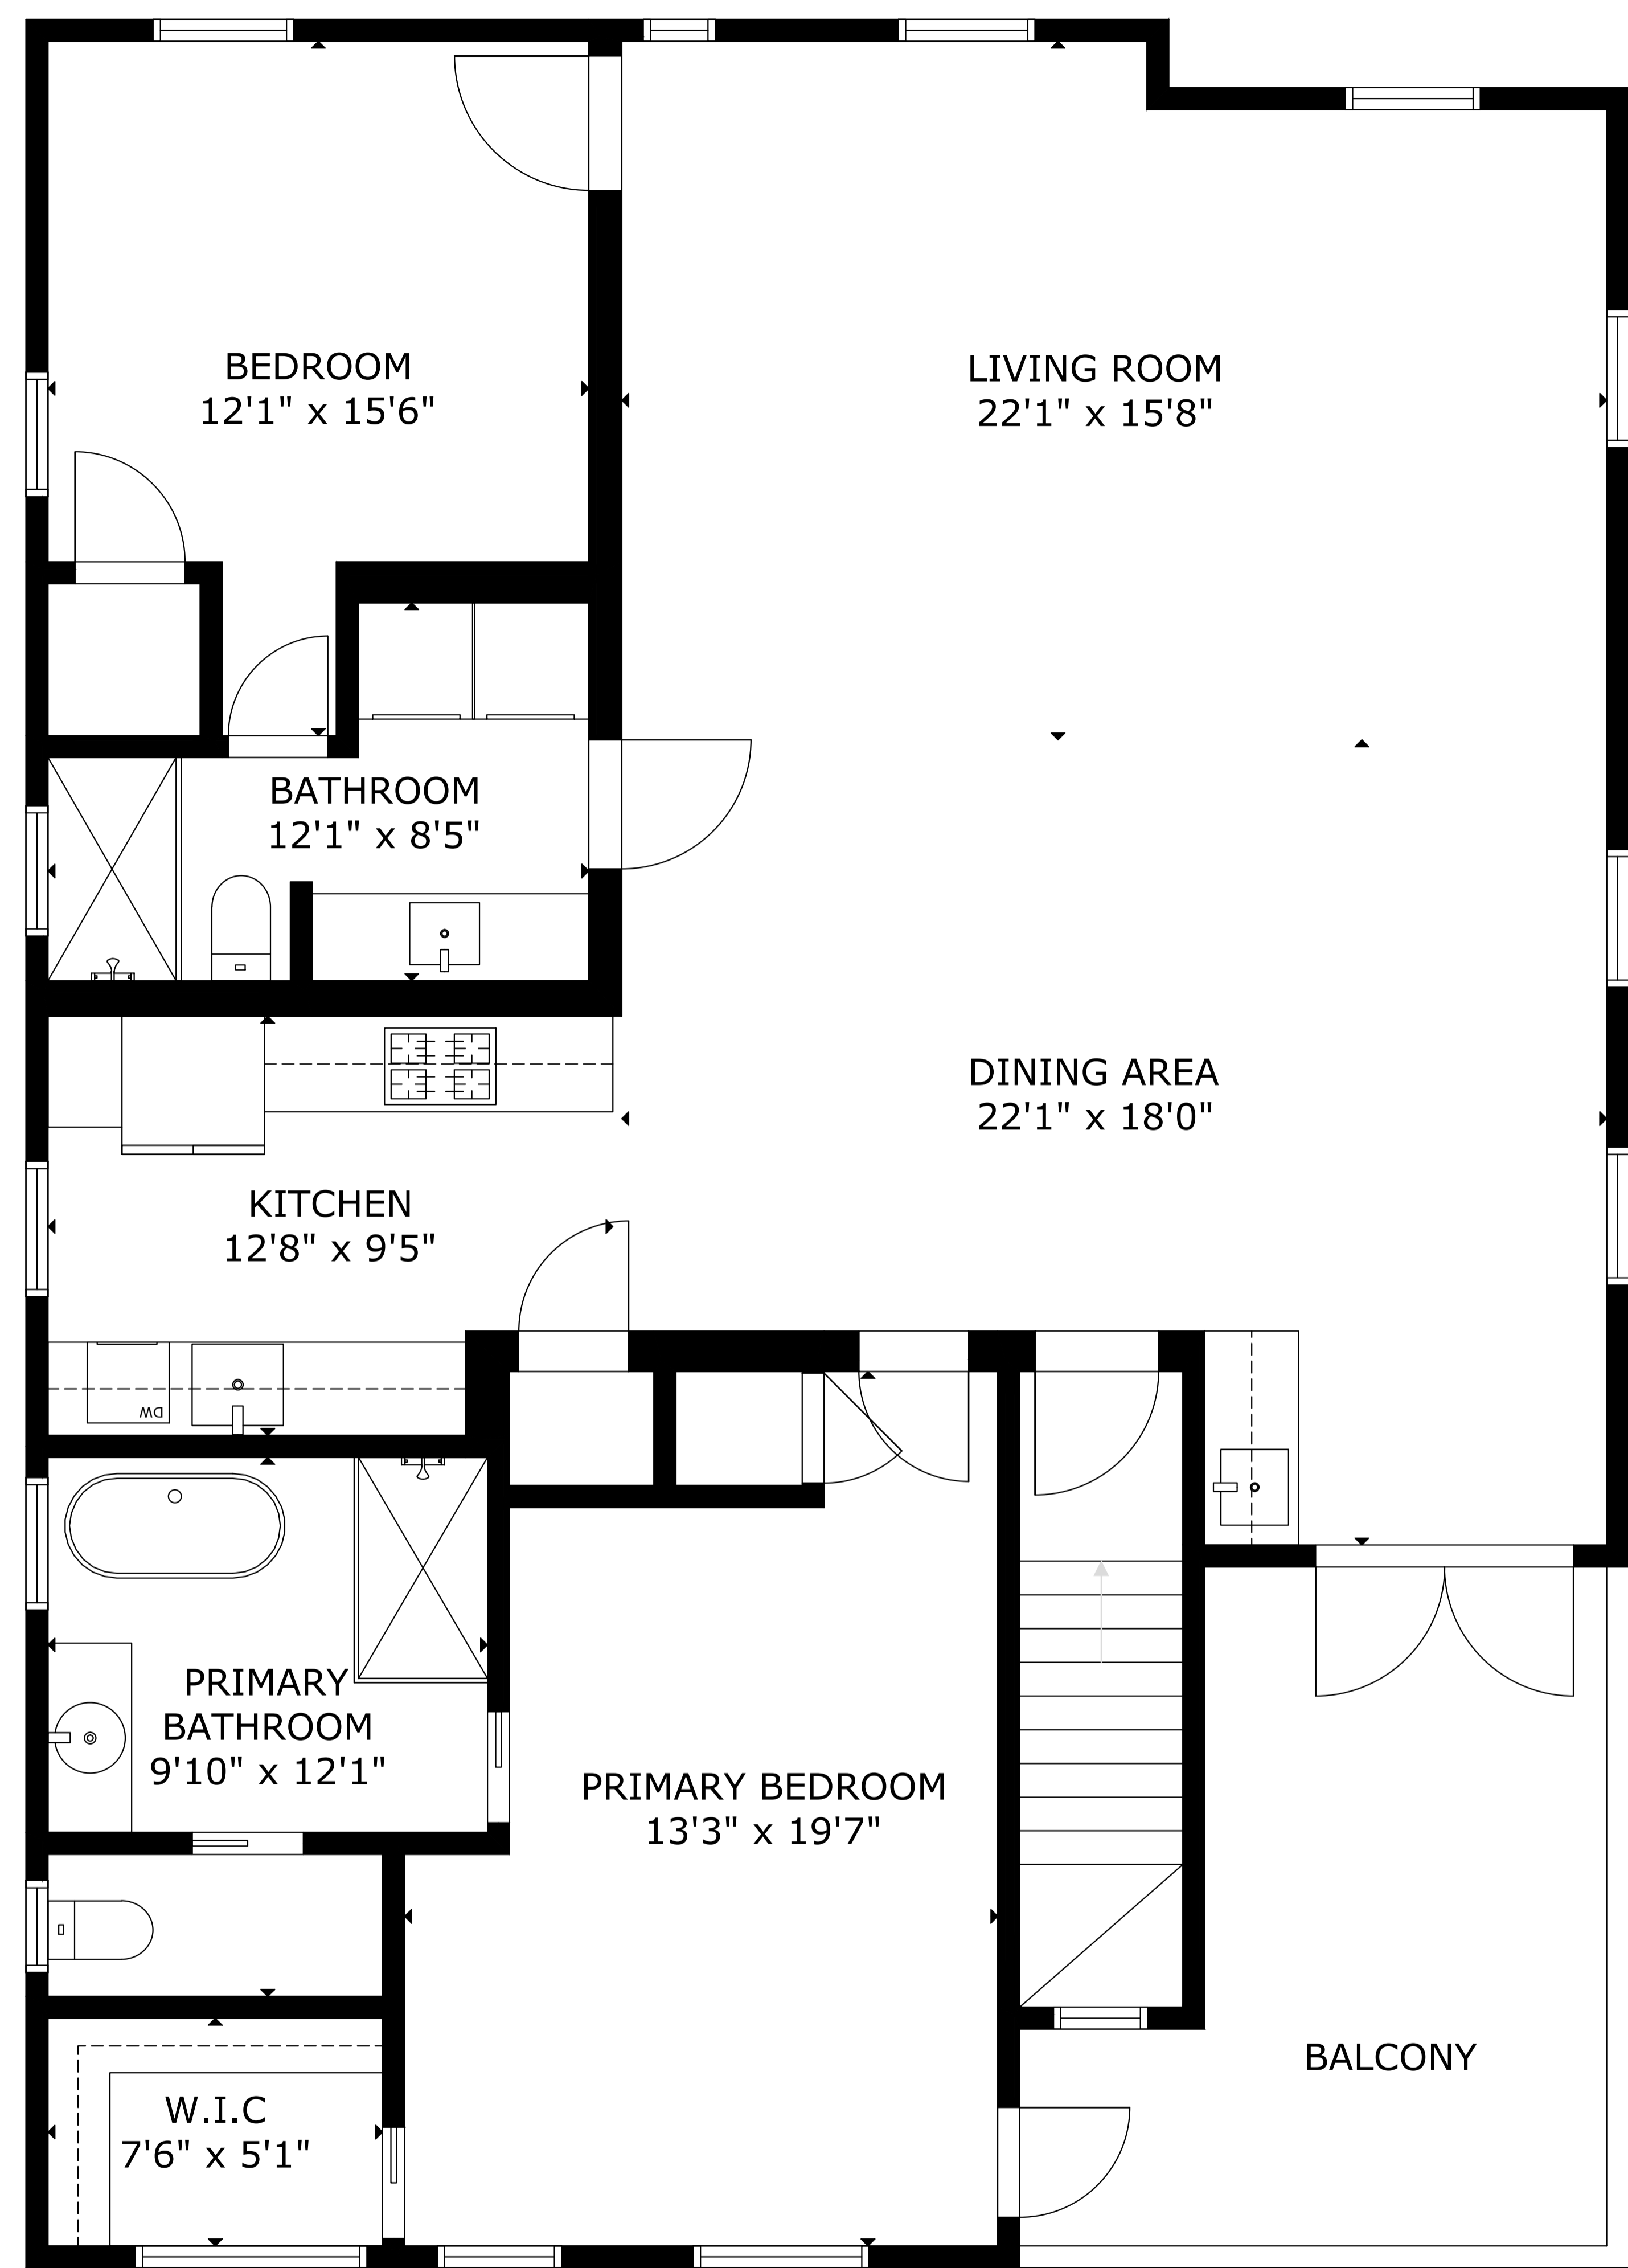 BEDROOM
12'1" x 15'6"
LIVING ROOM
22'1" x 15'8"
BATHROOM
12'1" x 8'5"
DINING AREA
22'1" x 18'0"
KITCHEN
12'8" x 9'5"
DW
PRIMARY
BATHROOM
9'10" x 12'1"
PRIMARY BEDROOM
13'3" x 19'7"
BALCONY
W.I.C
7'6" x 5'1"